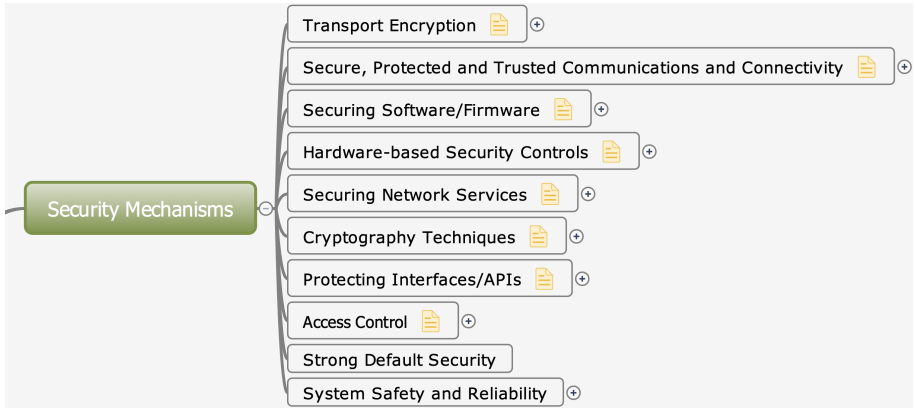 Transport Encryption
Secure, Protected and Trusted Communications and Connectivity
Securing Software/Firmware
Hardware-based Security Controls
Security Mechanisms
Securing Network Services
Cryptography Techniques
Protecting Interfaces/APIs
Access Control
Strong Default Security
System Safety and Reliability